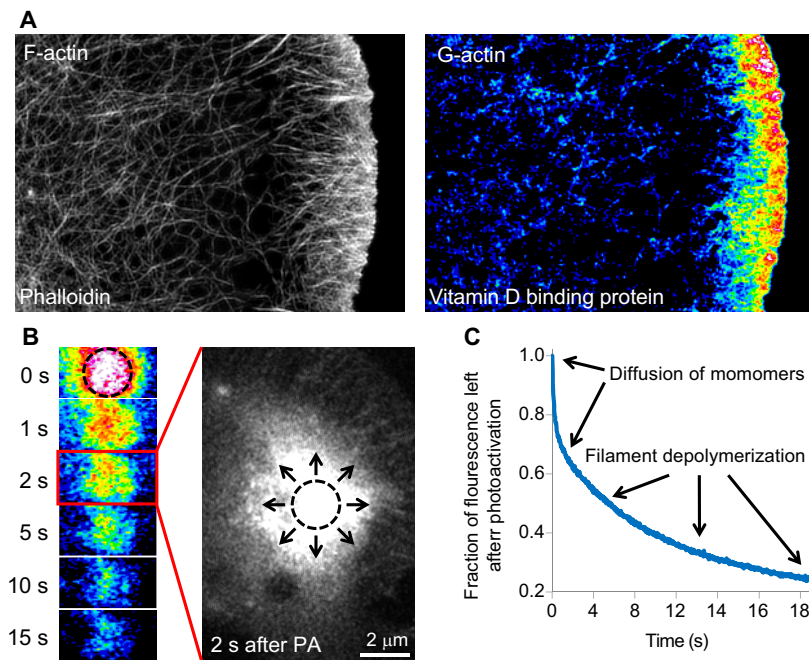 A
F-actin
Phalloidin
G-actin
Vitamin D binding protein
B
0 s
1 s
2 s
5 s
10 s
15 s
2 s after PA
2 μm
C
Fraction of flourescence left
afterr photoactivation
1.0
0.8
0.6
0.4
0.2
Diffusion of momomers
Filament depolymerization
0 4 8 12 16 18
Time (s)